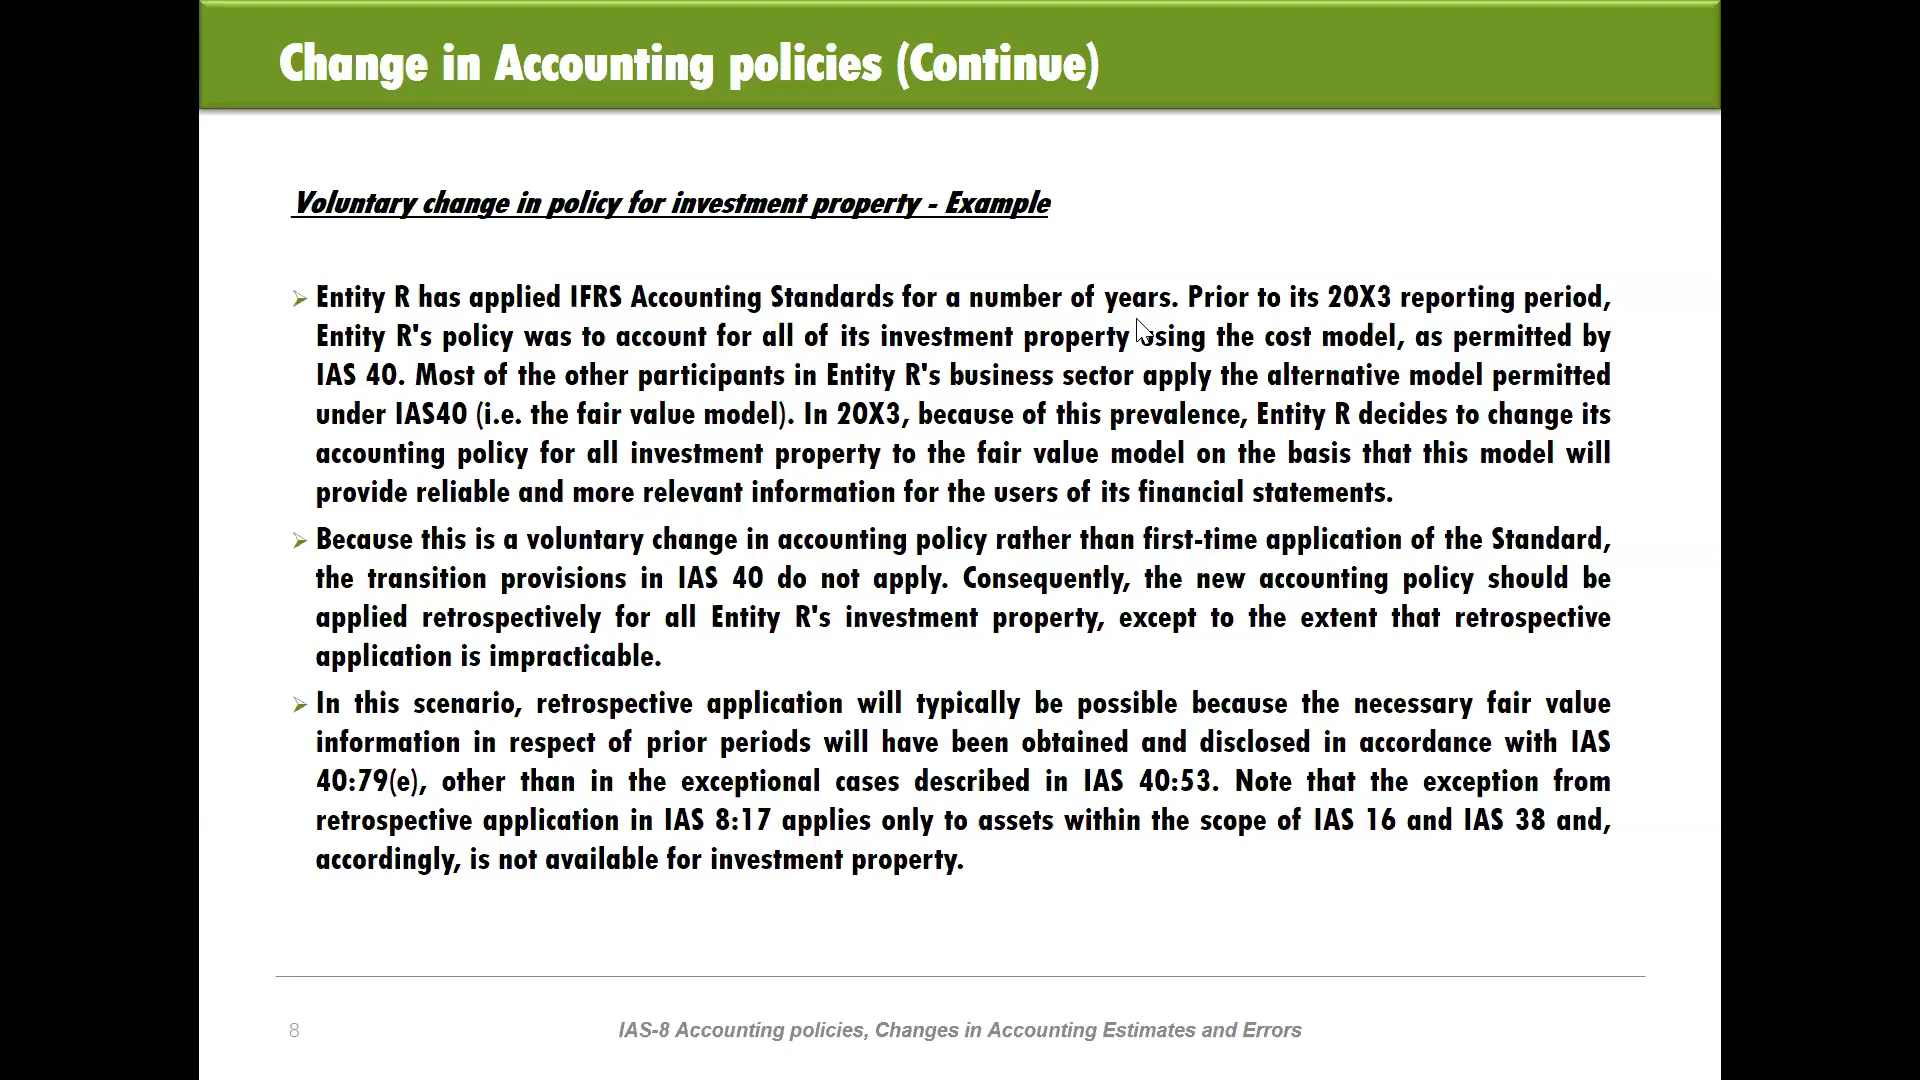 Change in Accounting policies (Continue)
Voluntary change in policy for investment property - Example
Entity R has applied IFRS Accounting Standards for a number of years. Prior to its 20X3 reporting period,
Entity R's policy was to account for all of its investment property using the cost model, as permitted by
IAS 40. Most of the other participants in Entity R's business sector apply the alternative model permitted
under IAS40 (i.e. the fair value model). In 20X3, because of this prevalence, Entity R decides to change its
accounting policy for all investment property to the fair value model on the basis that this model will
provide reliable and more relevant information for the users of its financial statements.
Because this is a voluntary change in accounting policy rather than first-time application of the Standard,
the transition provisions in IAS 40 do not apply. Consequently, the new accounting policy should be
applied retrospectively for all Entity R's investment property, except to the extent that retrospective
application is impracticable.
In this scenario, retrospective application will typically be possible because the necessary fair value
information in respect of prior periods will have been obtained and disclosed in accordance with IAS
40:79(e), other than in the exceptional cases described in IAS 40:53. Note that the exception from
retrospective application in IAS 8:17 applies only to assets within the scope of IAS 16 and IAS 38 and,
accordingly, is not available for investment property.
8
IAS-8 Accounting policies, Changes in Accounting Estimates and Errors